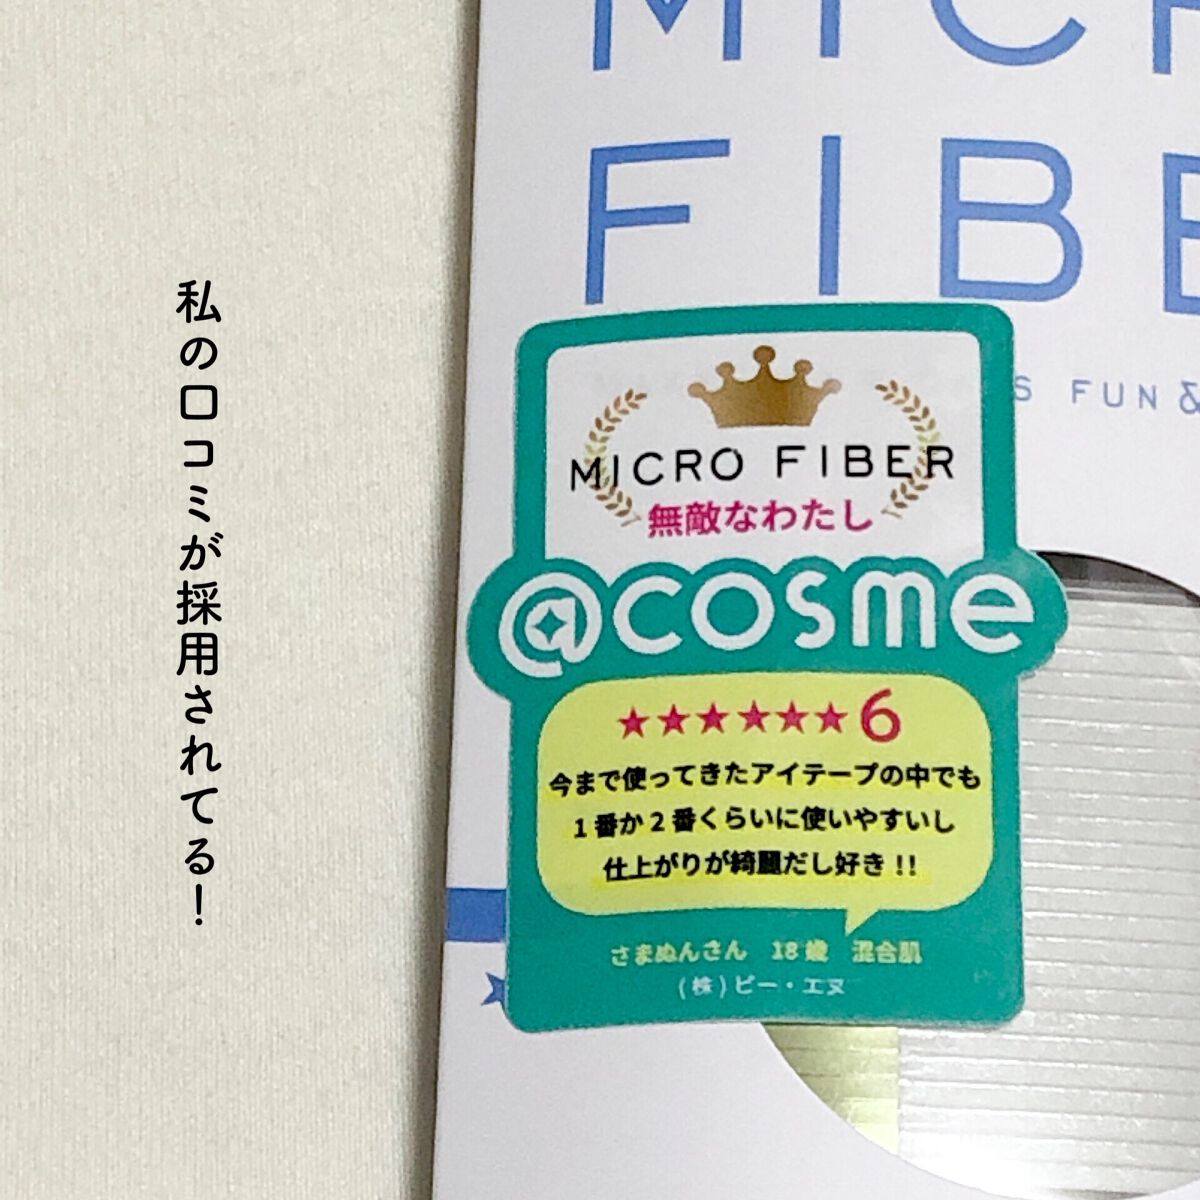 私の口コミが採用されてる！
MICR
FIBE
S FUN &
MICRO FIBER
無敵なわたし
@cosme
★★★★★★6
今まで使ってきたアイテープの中でも
1番か2番くらいに使いやすいし
仕上がりが綺麗だし好き!!
さまぬんさん 18歳 混合肌
(株)ビー・エヌ